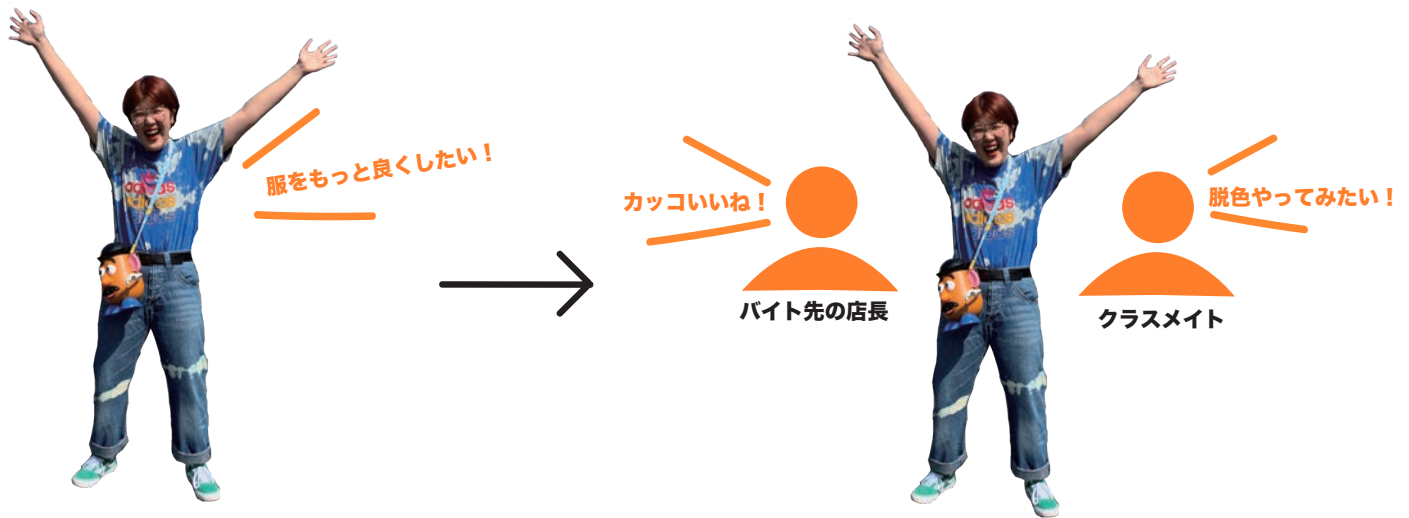 服をもっと良くしたい！
カッコいいね！
脱色やってみたい！
バイト先の店長
クラスメイト
adidas